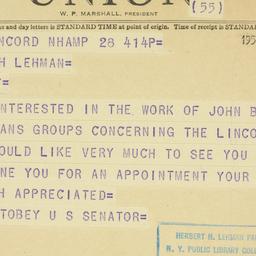 UNION
W. P. MARSHALL, PRESIDENT
(55)
and day letters is STANDARD TIME at point of origin. Time of receipt is STANDARD
NCORD NHAMP 28 414P= 195
H LEHMAN=
=
NTERESTED IN THE WORK OF JOHN B
ANS GROUPS CONCERNING THE LINCO
OULD LIKE VERY MUCH TO SEE YOU
NE YOU FOR AN APPOINTMENT YOUR
H APPRECIATED=
TOBEY U S SENATOR=
HERBERT H. LEHMAN PA
N. Y. PUBLIC LIBRARY COL